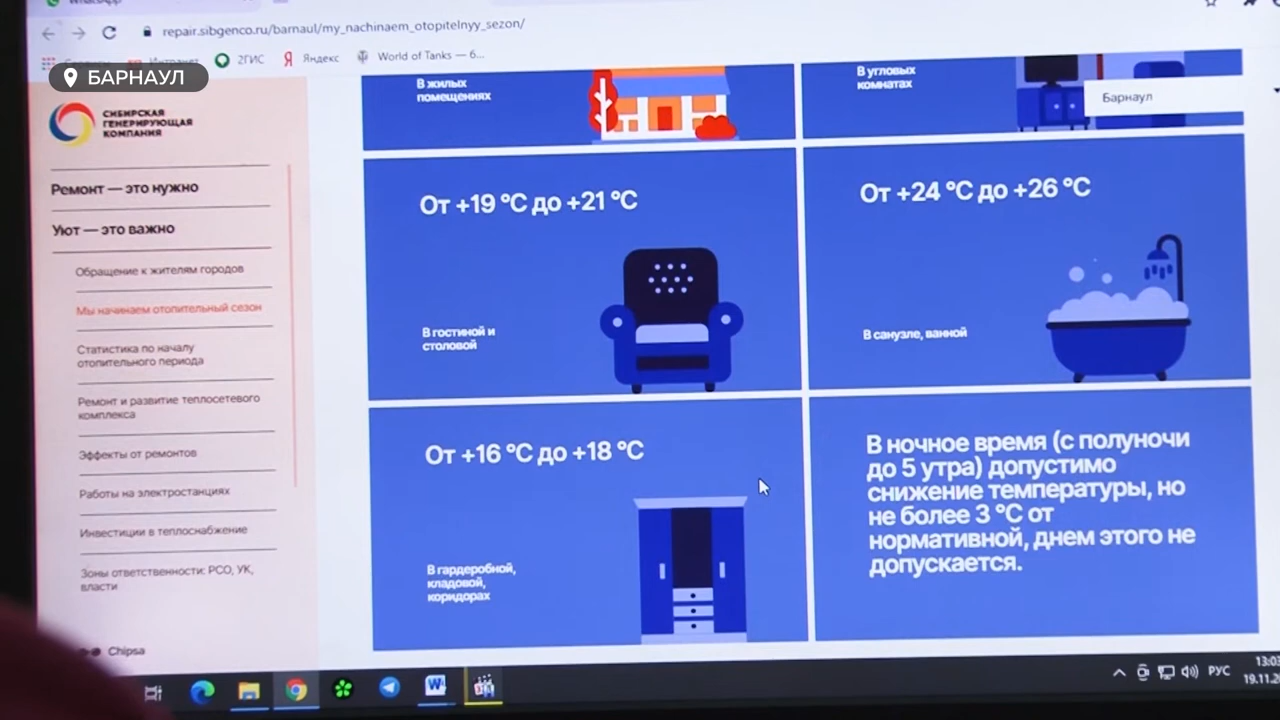 WhatsApp
repair.sibgenco.ru/barnaul/my_nachinaem_otopitelnyy_sezon/
2ГИС
Яндекс
World of Tanks — 6...
БАРНАУЛ
СИБИРСКАЯ
ГЕНЕРИРУЮЩАЯ
КОМПАНИЯ
Ремонт — это нужно
Уют — это важно
Обращение к жителям городов
Мы начинаем отопительный сезон
Статистика по началу
отопительного периода
Ремонт и развитие теплосетевого
комплекса
Эффекты от ремонтов
Работы на электростанциях
Инвестиции в теплоснабжение
Зоны ответственности: РСО, УК,
власти
Chipsa
В жилых
помещениях
В угловых
комнатах
Барнаул
От +19 °C до +21 °C
В гостиной и
столовой
От +24 °C до +26 °C
В санузле, ванной
От +16 °C до +18 °C
В гардеробной,
кладовой,
коридорах
В ночное время (с полуночи
до 5 утра) допустимо
снижение температуры, но
не более 3 °C от
нормативной, днем этого не
допускается.
РУС
13:03
19.11.20